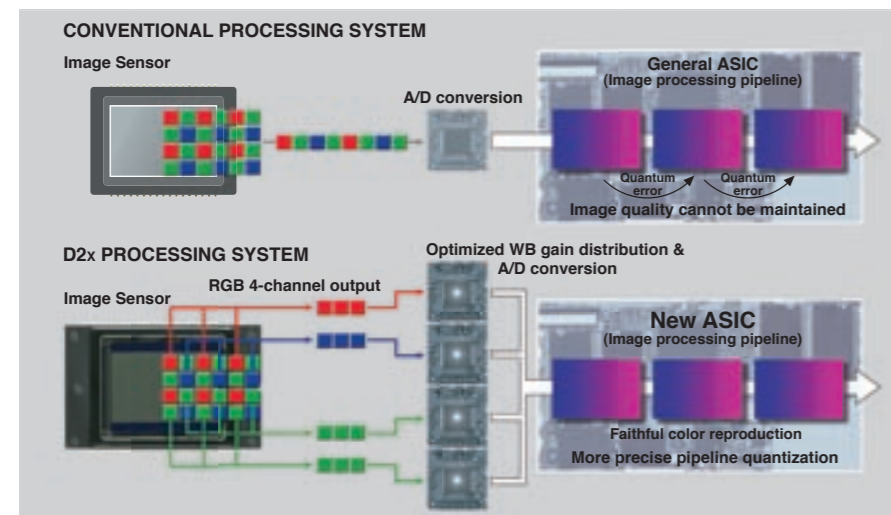 CONVENTIONAL PROCESSING SYSTEM
Image Sensor
A/D conversion
General ASIC
(Image processing pipeline)
Quantum
error
Quantum
error
Image quality cannot be maintained
D2x PROCESSING SYSTEM
Image Sensor
RGB 4-channel output
Optimized WB gain distribution &
A/D conversion
New ASIC
(Image processing pipeline)
Faithful color reproduction
More precise pipeline quantization